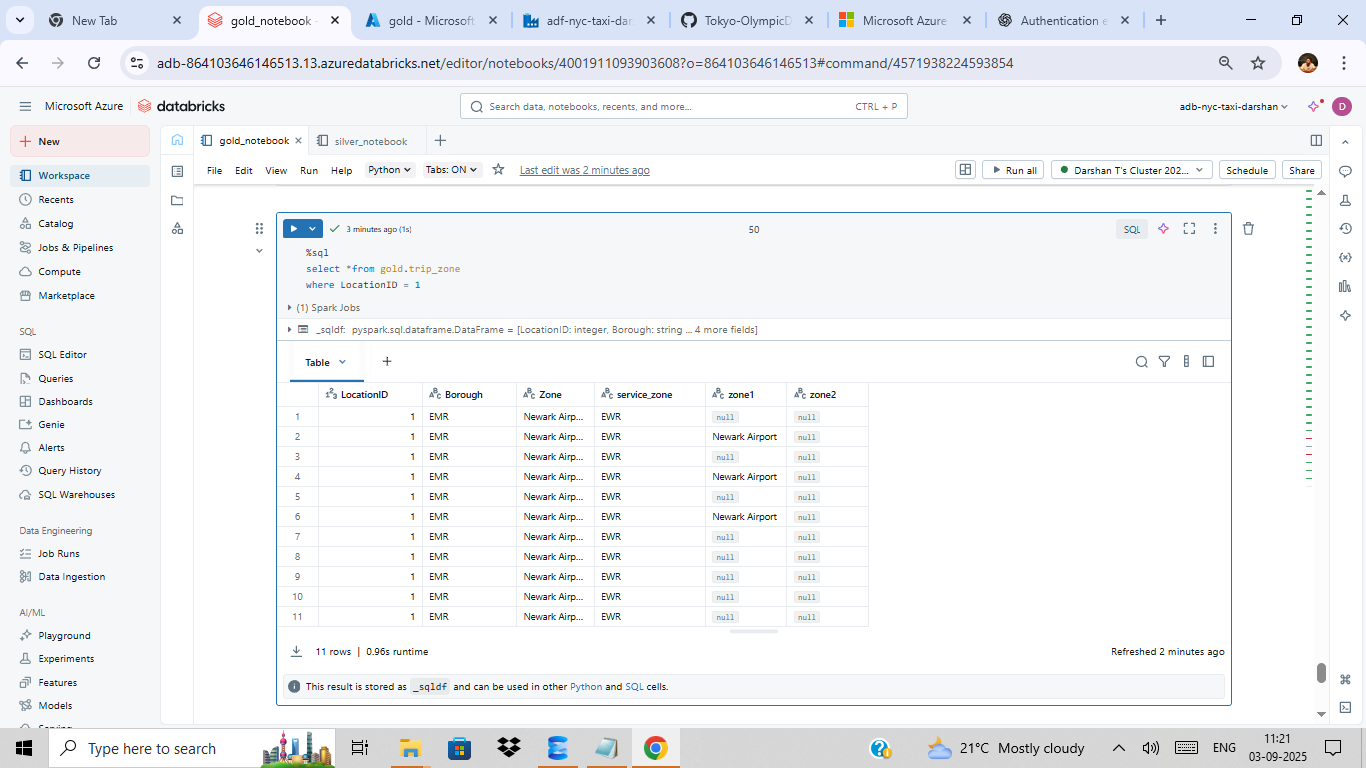 New Tab
gold_notebook -
gold - Microsoft
adf-nyc-taxi-dar
Tokyo-OlympicD
Microsoft Azure
Authentication e
adb-864103646146513.13.azuredatabricks.net/editor/notebooks/4001911093903608?o=864103646146513#command/4571938224593854
Microsoft Azure databricks
Search data, notebooks, recents, and more... CTRL + P
adb-nyc-taxi-darshan
D
New
Workspace
Recents
Catalog
Jobs & Pipelines
Compute
Marketplace
SQL
SQL Editor
Queries
Dashboards
Genie
Alerts
Query History
SQL Warehouses
Data Engineering
Job Runs
Data Ingestion
AI/ML
Playground
Experiments
Features
Models
Serving
gold_notebook
silver_notebook
File Edit View Run Help Python Tabs: ON Last edit was 2 minutes ago
Run all Darshan T's Cluster 202... Schedule Share
3 minutes ago (1s) 50 SQL
%sql
select *from gold.trip_zone
where LocationID = 1
(1) Spark Jobs
_sqldf: pyspark.sql.dataframe.DataFrame = [LocationID: integer, Borough: string ... 4 more fields]
Table
LocationID Borough Zone service_zone zone1 zone2
1 1 EMR Newark Airp... EWR null null
2 1 EMR Newark Airp... EWR Newark Airport null
3 1 EMR Newark Airp... EWR null null
4 1 EMR Newark Airp... EWR Newark Airport null
5 1 EMR Newark Airp... EWR null null
6 1 EMR Newark Airp... EWR Newark Airport null
7 1 EMR Newark Airp... EWR null null
8 1 EMR Newark Airp... EWR null null
9 1 EMR Newark Airp... EWR null null
10 1 EMR Newark Airp... EWR null null
11 1 EMR Newark Airp... EWR null null
11 rows | 0.96s runtime Refreshed 2 minutes ago
This result is stored as _sqldf and can be used in other Python and SQL cells.
Type here to search
21°C Mostly cloudy
ENG
11:21
03-09-2025